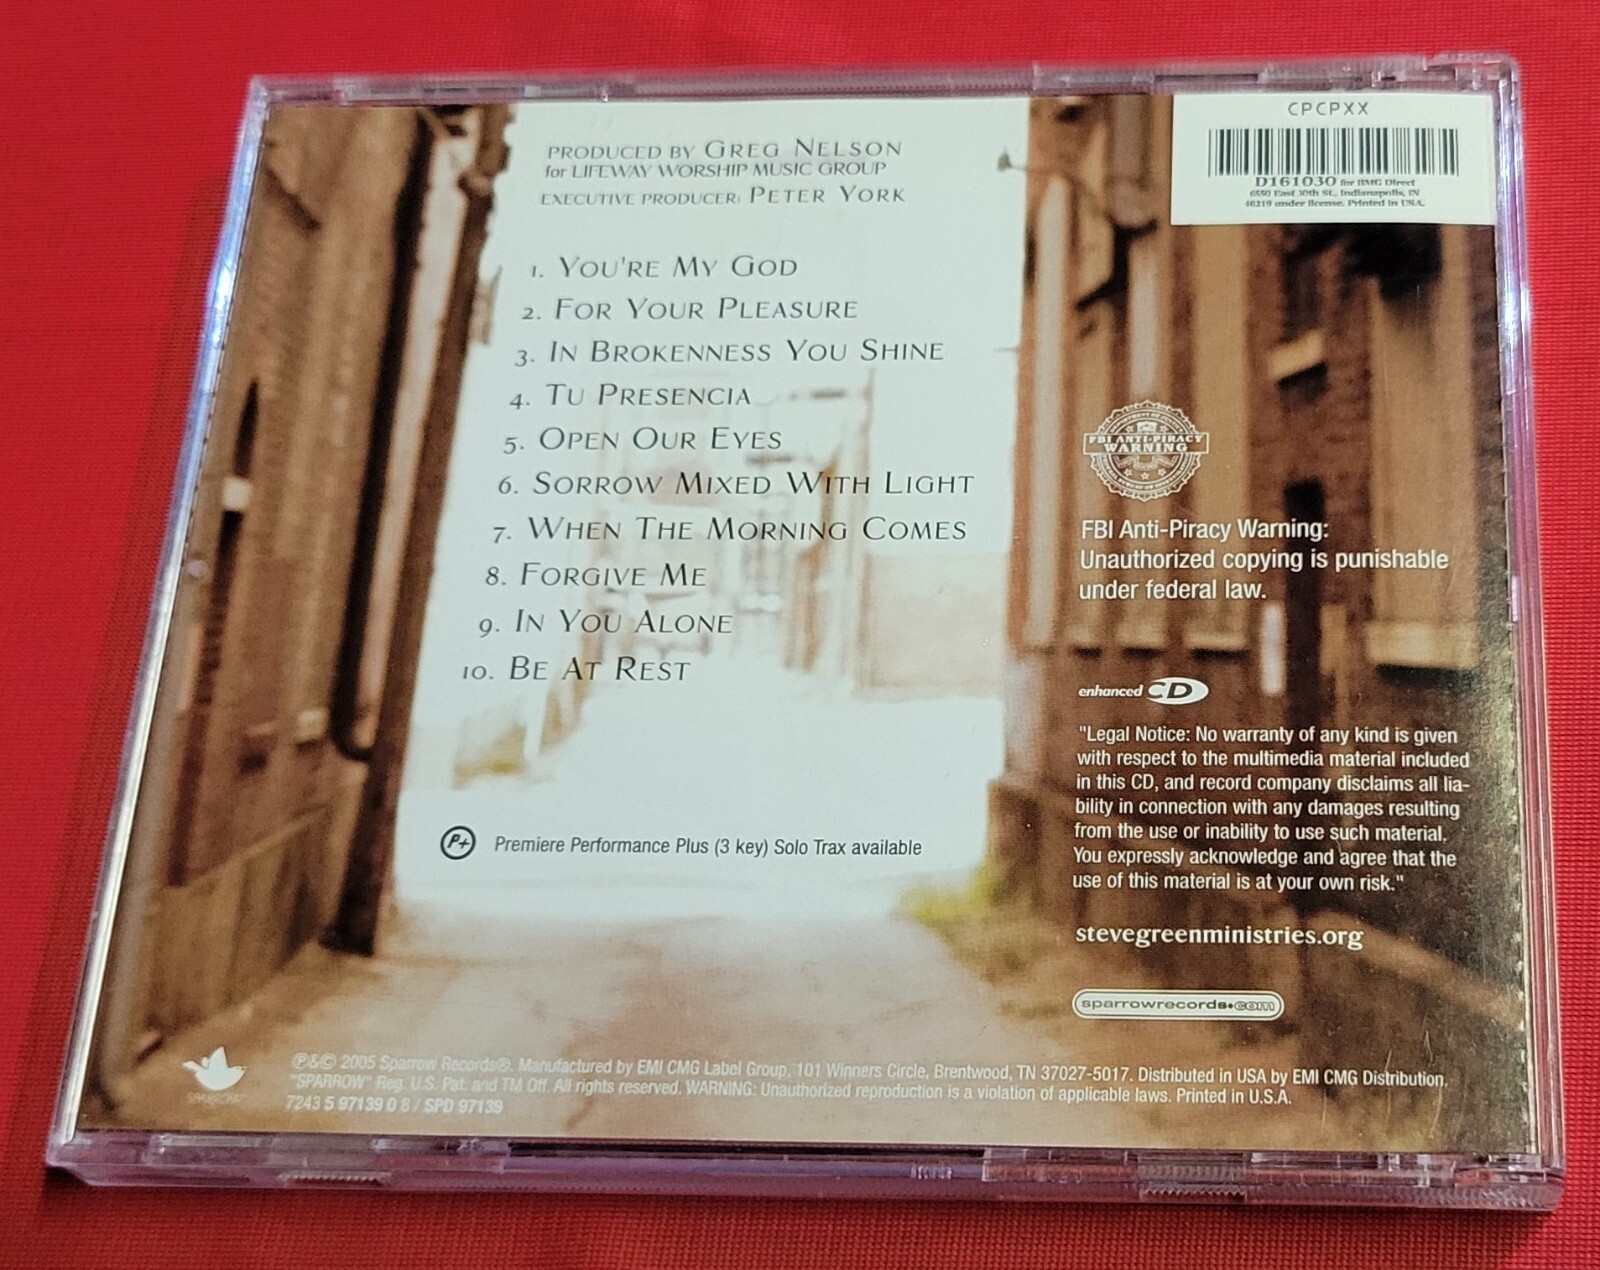 CPCPXX
D161030 for BMG Direct
6550 East 30th St., Indianapolis, IN
46219 under license. Printed in USA.
PRODUCED BY GREG NELSON
for LIFEWAY WORSHIP MUSIC GROUP
EXECUTIVE PRODUCER: PETER YORK
1. YOU'RE MY GOD
2. FOR YOUR PLEASURE
3. IN BROKENNESS YOU SHINE
4. TU PRESENCIA
5. OPEN OUR EYES
6. SORROW MIXED WITH LIGHT
7. WHEN THE MORNING COMES
8. FORGIVE ME
9. IN YOU ALONE
10. BE AT REST
P+ Premiere Performance Plus (3 key) Solo Trax available
FBI ANTI-PIRACY
WARNING
FBI Anti-Piracy Warning:
Unauthorized copying is punishable
under federal law.
enhanced CD
"Legal Notice: No warranty of any kind is given
with respect to the multimedia material included
in this CD, and record company disclaims all lia-
bility in connection with any damages resulting
from the use or inability to use such material.
You expressly acknowledge and agree that the
use of this material is at your own risk."
stevegreenministries.org
sparrowrecords.com
SPARROW
℗&© 2005 Sparrow Records®. Manufactured by EMI CMG Label Group, 101 Winners Circle, Brentwood, TN 37027-5017. Distributed in USA by EMI CMG Distribution.
"SPARROW" Reg. U.S. Pat. and TM Off. All rights reserved. WARNING: Unauthorized reproduction is a violation of applicable laws. Printed in U.S.A.
7243 5 97139 0 8 / SPD 97139